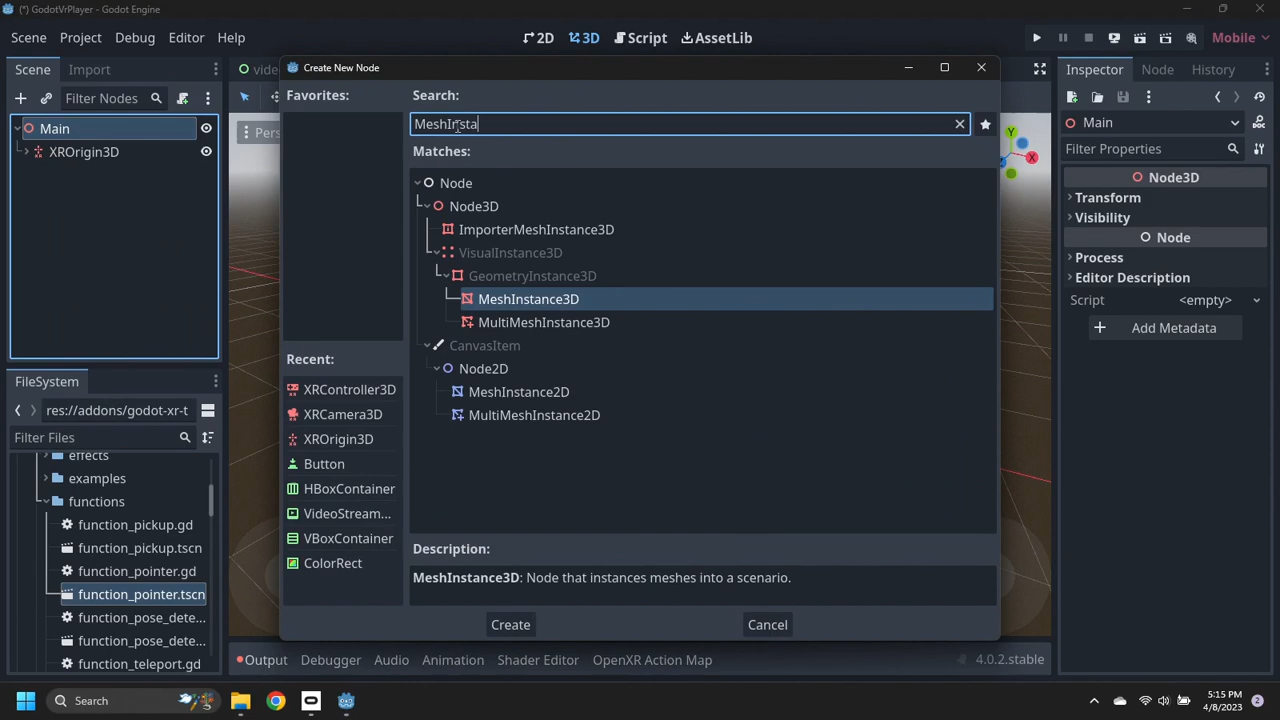 (*) GodotVrPlayer - Godot Engine
Scene Project Debug Editor Help
2D 3D Script AssetLib
Mobile
Scene Import
Filter Nodes
Main
XROrigin3D
FileSystem
res://addons/godot-xr-t
Filter Files
effects
examples
functions
function_pickup.gd
function_pickup.tscn
function_pointer.gd
function_pointer.tscn
function_pose_dete...
function_pose_dete...
function_teleport.gd
Create New Node
Favorites:
Recent:
XRController3D
XRCamera3D
XROrigin3D
Button
HBoxContainer
VideoStream...
VBoxContainer
ColorRect
Search:
MeshInsta
Matches:
Node
Node3D
ImporterMeshInstance3D
VisualInstance3D
GeometryInstance3D
MeshInstance3D
MultiMeshInstance3D
CanvasItem
Node2D
MeshInstance2D
MultiMeshInstance2D
Description:
MeshInstance3D: Node that instances meshes into a scenario.
Create Cancel
Y
X
Inspector Node History
Main
Filter Properties
Node3D
Transform
Visibility
Node
Process
Editor Description
Script <empty>
Add Metadata
Output Debugger Audio Animation Shader Editor OpenXR Action Map 4.0.2.stable
Search
5:15 PM
4/8/2023
2